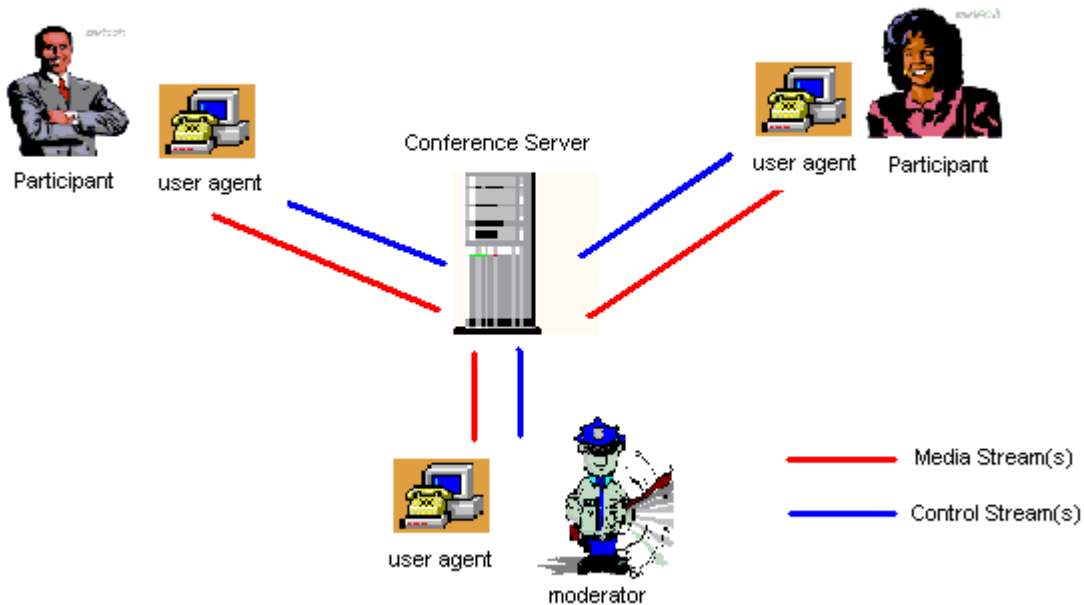 Conference Server
Participant
user agent
user agent
Participant
user agent
moderator
Media Stream(s)
Control Stream(s)